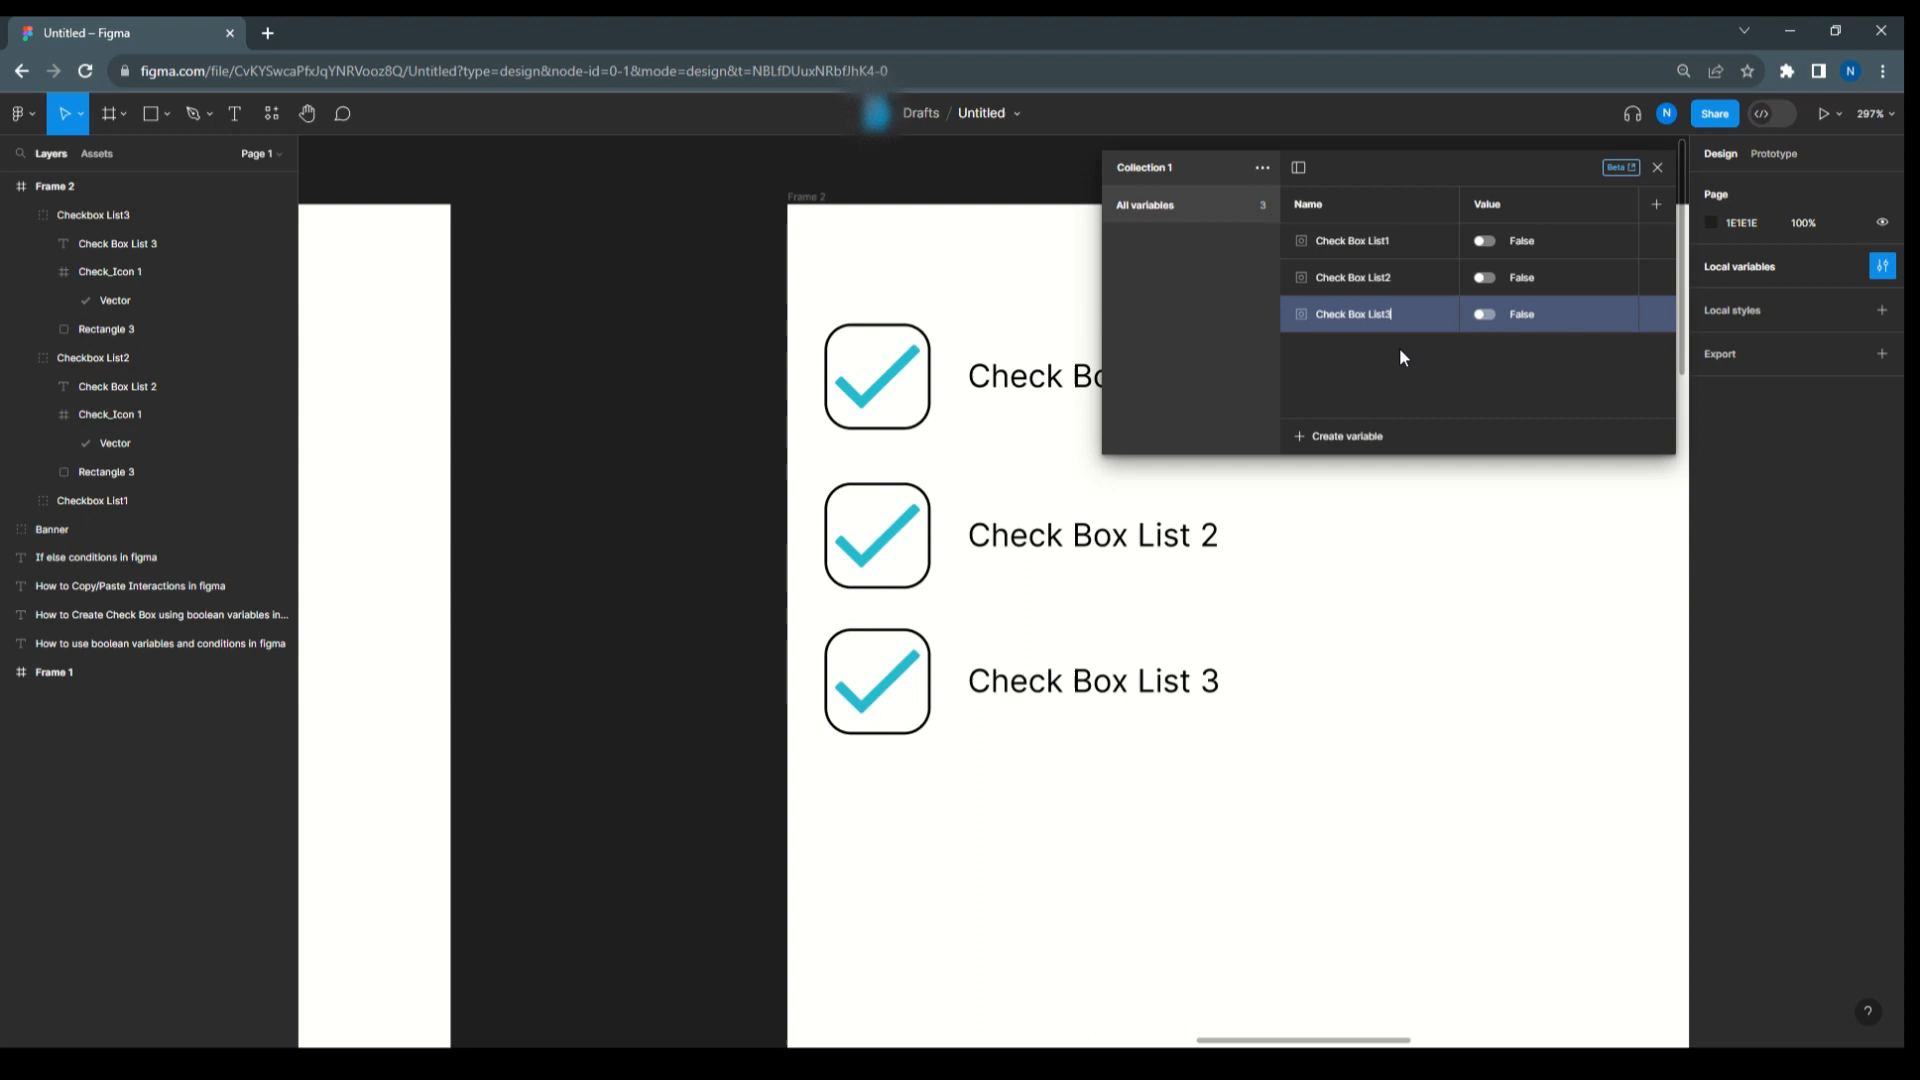 Untitled – Figma
figma.com/file/CvKYSwcaPfxJqYNRVooz8Q/Untitled?type=design&node-id=0-1&mode=design&t=NBLfDUuxNRbfJhK4-0
N
Drafts / Untitled
N
Share
297%
Layers
Assets
Page 1
Frame 2
Checkbox List3
Check Box List 3
Check_Icon 1
Vector
Rectangle 3
Checkbox List2
Check Box List 2
Check_Icon 1
Vector
Rectangle 3
Checkbox List1
Banner
If else conditions in figma
How to Copy/Paste Interactions in figma
How to Create Check Box using boolean variables in...
How to use boolean variables and conditions in figma
Frame 1
Frame 2
Check Bo
Check Box List 2
Check Box List 3
Collection 1
Beta
All variables 3
Name Value
Check Box List1 False
Check Box List2 False
Check Box List3 False
Create variable
Design
Prototype
Page
1E1E1E 100%
Local variables
Local styles
Export
?